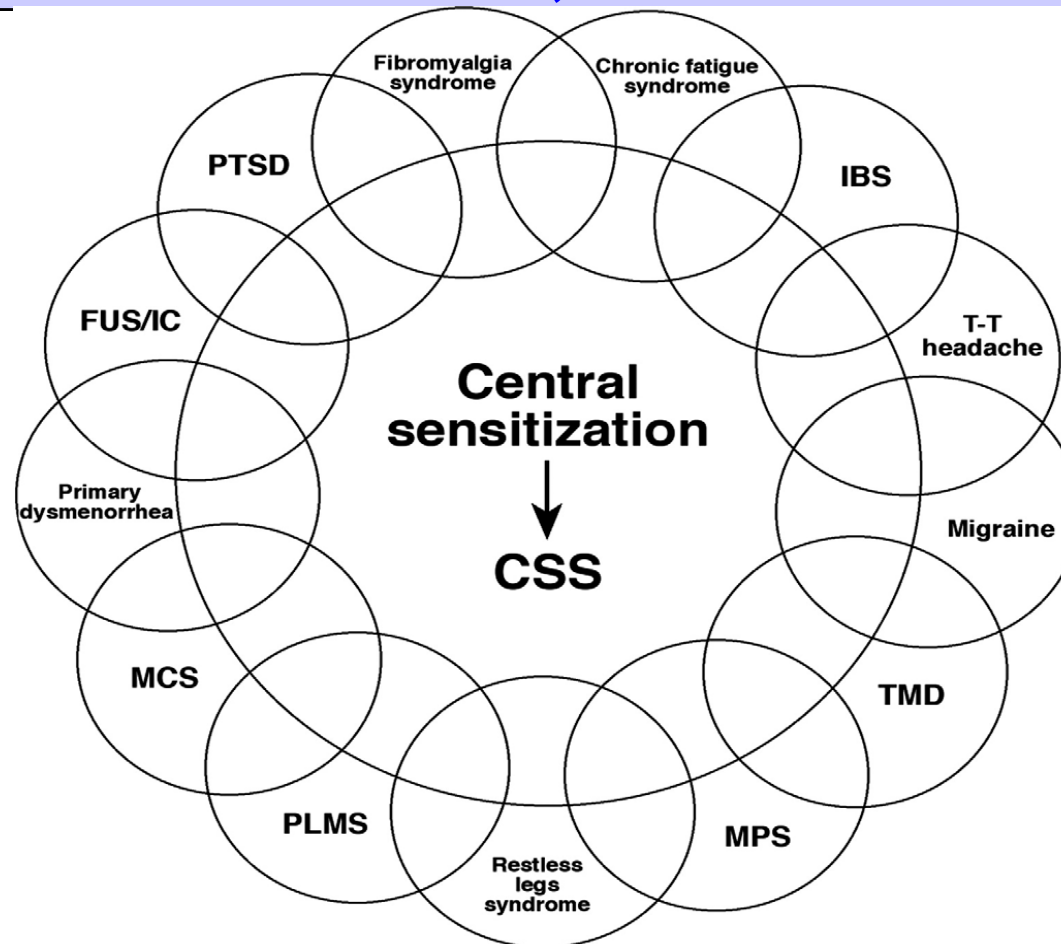 Fibromyalgia
syndrome
Chronic fatigue
syndrome
PTSD
IBS
FUS/IC
T-T
headache
Central
sensitization
CSS
Primary
dysmenorrhea
Migraine
MCS
TMD
PLMS
MPS
Restless
legs
syndrome